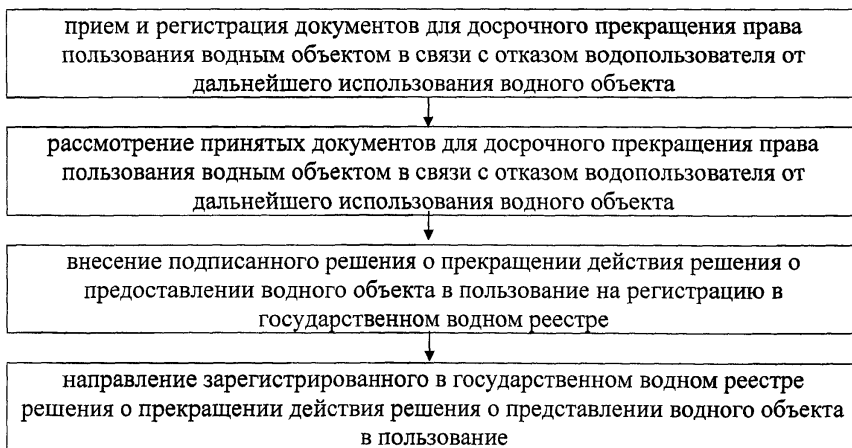 прием и регистрация документов для досрочного прекращения права
пользования водным объектом в связи с отказом водопользователя от
дальнейшего использования водного объекта
рассмотрение принятых документов для досрочного прекращения права
пользования водным объектом в связи с отказом водопользователя от
дальнейшего использования водного объекта
внесение подписанного решения о прекращении действия решения о
предоставлении водного объекта в пользование на регистрацию в
государственном водном реестре
направление зарегистрированного в государственном водном реестре
решения о прекращении действия решения о представлении водного объекта
в пользование